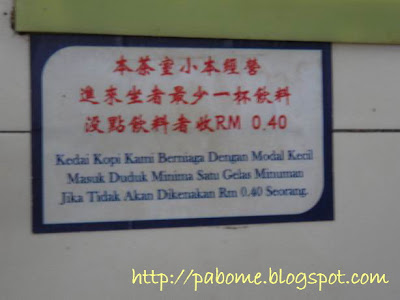 本茶室小本經營
進來坐者最少一杯飲料
没點飲料者收RM 0.40
Kedai Kopi Kami Berniaga Dengan Modal Kecil
Masuk Duduk Minima Satu Gelas Minuman
Jika Tidak Akan Dikenakan Rm 0.40 Seorang.
http://pabome.blogspot.com